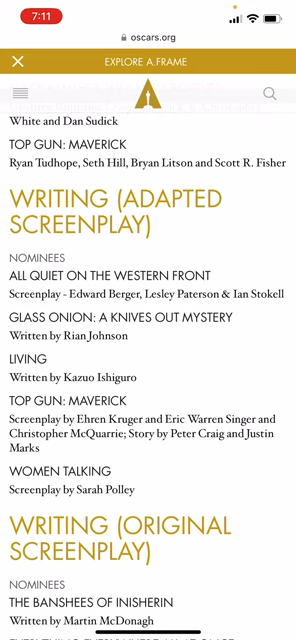 7:11
oscars.org
EXPLORE A.FRAME
White and Dan Sudick
TOP GUN: MAVERICK
Ryan Tudhope, Seth Hill, Bryan Litson and Scott R. Fisher
WRITING (ADAPTED
SCREENPLAY)
NOMINEES
ALL QUIET ON THE WESTERN FRONT
Screenplay - Edward Berger, Lesley Paterson & Ian Stokell
GLASS ONION: A KNIVES OUT MYSTERY
Written by Rian Johnson
LIVING
Written by Kazuo Ishiguro
TOP GUN: MAVERICK
Screenplay by Ehren Kruger and Eric Warren Singer and
Christopher McQuarrie; Story by Peter Craig and Justin
Marks
WOMEN TALKING
Screenplay by Sarah Polley
WRITING (ORIGINAL
SCREENPLAY)
NOMINEES
THE BANSHEES OF INISHERIN
Written by Martin McDonagh